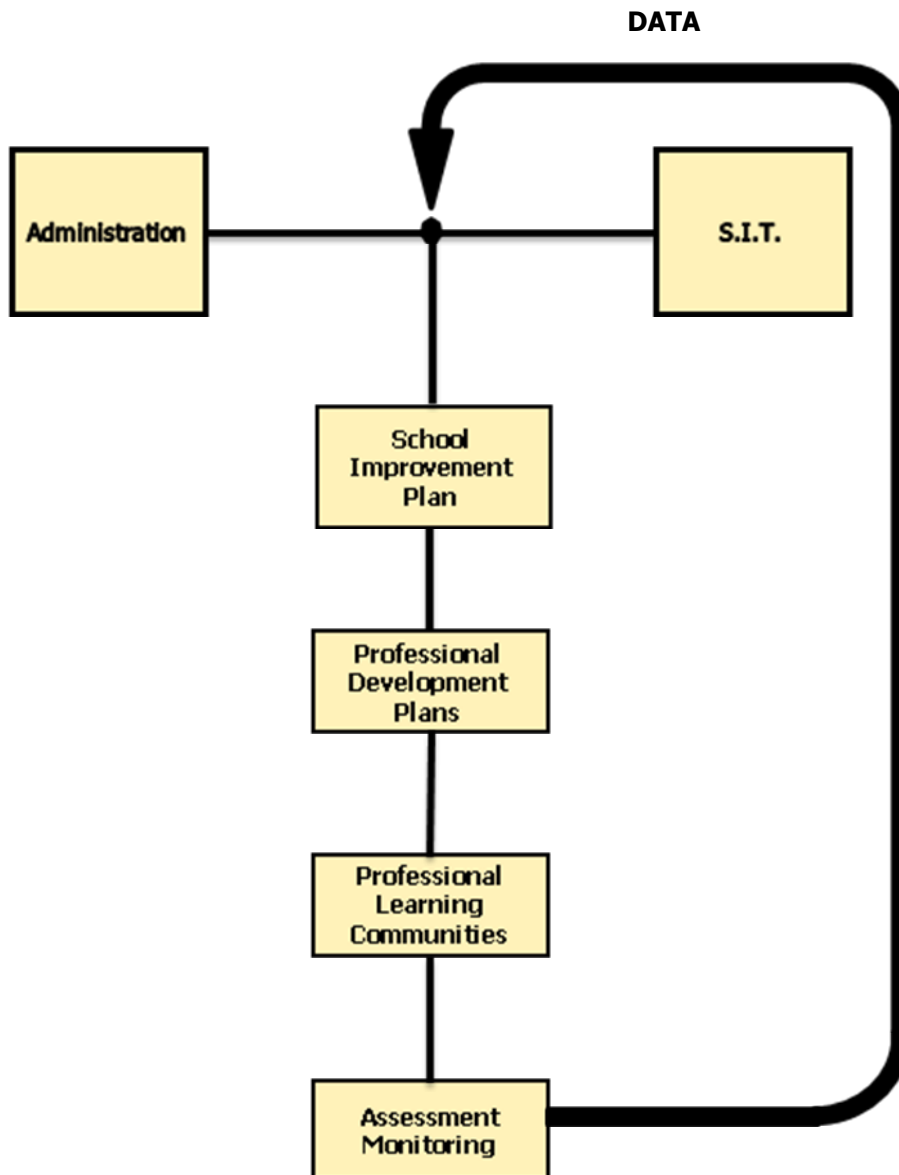 DATA
Administration
S.I.T.
School
Improvement
Plan
Professional
Development
Plans
Professional
Learning
Communities
Assessment
Monitoring